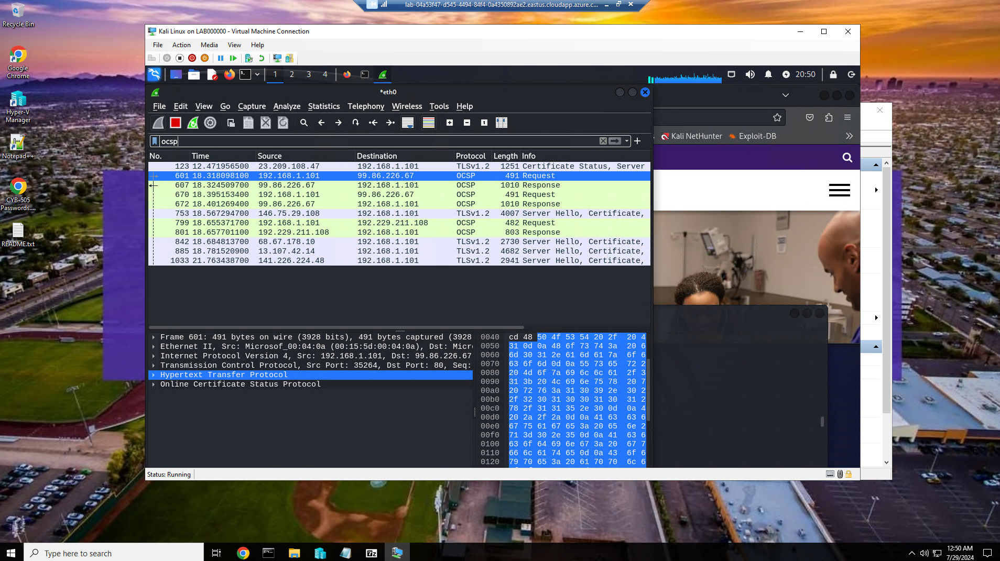 lab-04a53f47-d545-4494-84f4-0a4350892ae2.eastus.cloudapp.azure.c...
Recycle Bin
Google
Chrome
Hyper-V
Manager
Notepad++
CYB-505
Passwords....
README.txt
Kali Linux on LAB000000 - Virtual Machine Connection
File Action Media View Help
1 2 3 4 20:50
*eth0
File Edit View Go Capture Analyze Statistics Telephony Wireless Tools Help
ocsp
Kali NetHunter Exploit-DB
No. Time Source Destination Protocol Length Info
123 12.471956500 23.209.108.47 192.168.1.101 TLSv1.2 1251 Certificate Status, Server
601 18.318098100 192.168.1.101 99.86.226.67 OCSP 491 Request
607 18.324509700 99.86.226.67 192.168.1.101 OCSP 1010 Response
670 18.395153400 192.168.1.101 99.86.226.67 OCSP 491 Request
672 18.401269400 99.86.226.67 192.168.1.101 OCSP 1010 Response
753 18.567294700 146.75.29.108 192.168.1.101 TLSv1.2 4007 Server Hello, Certificate,
799 18.655371700 192.168.1.101 192.229.211.108 OCSP 482 Request
801 18.657701100 192.229.211.108 192.168.1.101 OCSP 803 Response
842 18.684813700 68.67.178.10 192.168.1.101 TLSv1.2 2730 Server Hello, Certificate,
885 18.781520900 13.107.42.14 192.168.1.101 TLSv1.2 4682 Server Hello, Certificate,
1033 21.763438700 141.226.224.48 192.168.1.101 TLSv1.2 2941 Server Hello, Certificate,
Frame 601: 491 bytes on wire (3928 bits), 491 bytes captured (3928
Ethernet II, Src: Microsof_00:04:0a (00:15:5d:00:04:0a), Dst: Micr
Internet Protocol Version 4, Src: 192.168.1.101, Dst: 99.86.226.67
Transmission Control Protocol, Src Port: 35264, Dst Port: 80, Seq:
Hypertext Transfer Protocol
Online Certificate Status Protocol
0040 cd 48 50 4f 53 54 20 2f 20 4
0050 31 0d 0a 48 6f 73 74 3a 20 6
0060 6d 30 31 2e 61 6d 61 7a 6f 6
0070 63 6f 6d 0d 0a 55 73 65 72 2
0080 20 4d 6f 7a 69 6c 6c 61 2f 3
0090 31 3b 20 4c 69 6e 75 78 20 7
00a0 20 72 76 3a 31 30 39 2e 30 2
00b0 2f 32 30 31 30 30 31 30 31 2
00c0 78 2f 31 31 35 2e 30 0d 0a 4
00d0 20 2a 2f 2a 0d 0a 41 63 63 6
00e0 67 75 61 67 65 3a 20 65 6e 2
00f0 71 3d 30 2e 35 0d 0a 41 63 6
0100 63 6f 64 69 6e 67 3a 20 67 7
0110 66 6c 61 74 65 0d 0a 43 6f 6
0120 79 70 65 3a 20 61 70 70 6c 6
Status: Running
Type here to search
7z
12:50 AM
7/29/2024